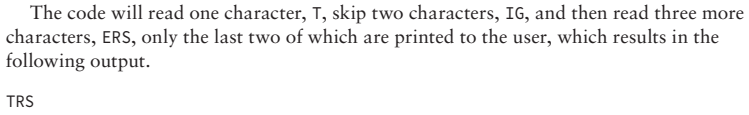 The code will read one character, T, skip two characters, IG, and then read three more
characters, ERS, only the last two of which are printed to the user, which results in the
following output.
TRS